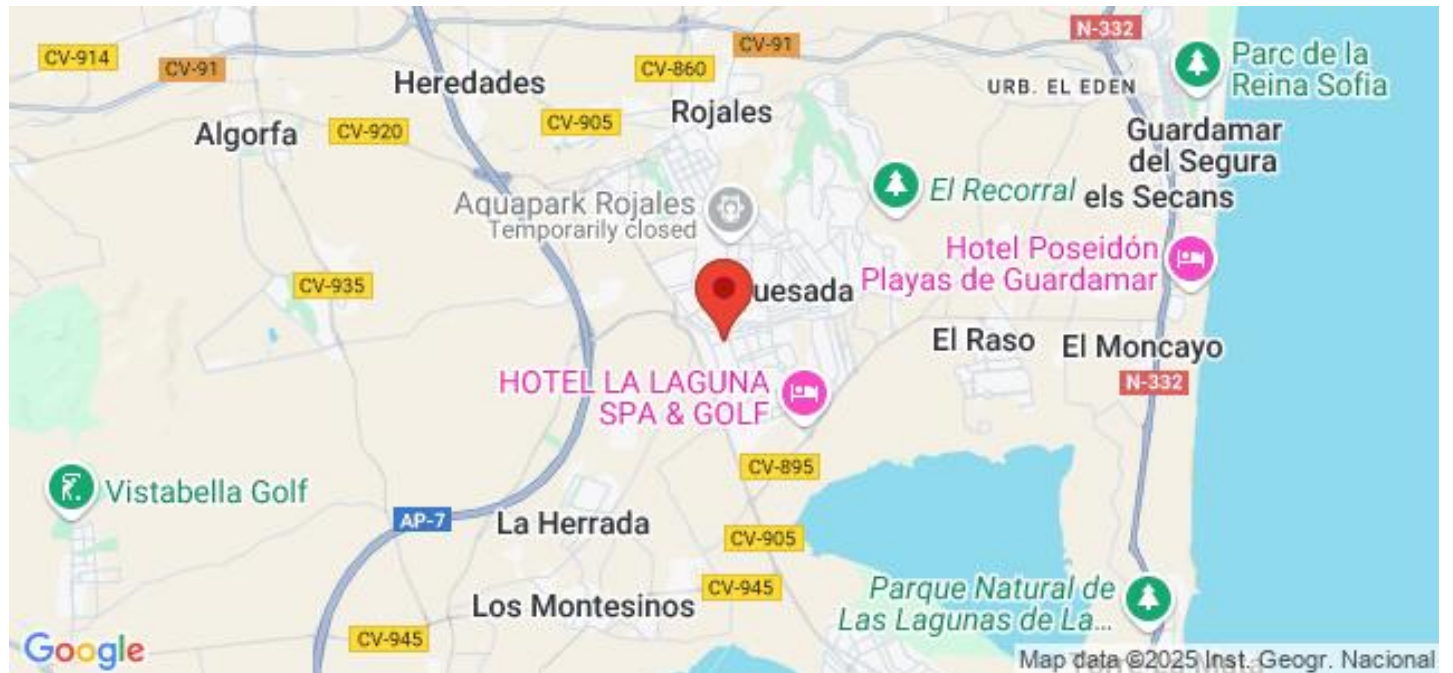 N-332
CV-914
CV-91
CV-91
CV-860
Parc de la
Reina Sofia
Heredades
URB. EL EDEN
Rojales
CV-905
Algorfa
CV-920
Guardamar
del Segura
El Recorral
els Secans
Aquapark Rojales
Temporarily closed
Hotel Poseidón
Playas de Guardamar
CV-935
uesada
El Raso
El Moncayo
HOTEL LA LAGUNA
SPA & GOLF
N-332
CV-895
Vistabella Golf
AP-7
La Herrada
CV-905
CV-945
Parque Natural de
Las Lagunas de La...
Los Montesinos
CV-945
Google
Map data ©2025 Inst. Geogr. Nacional